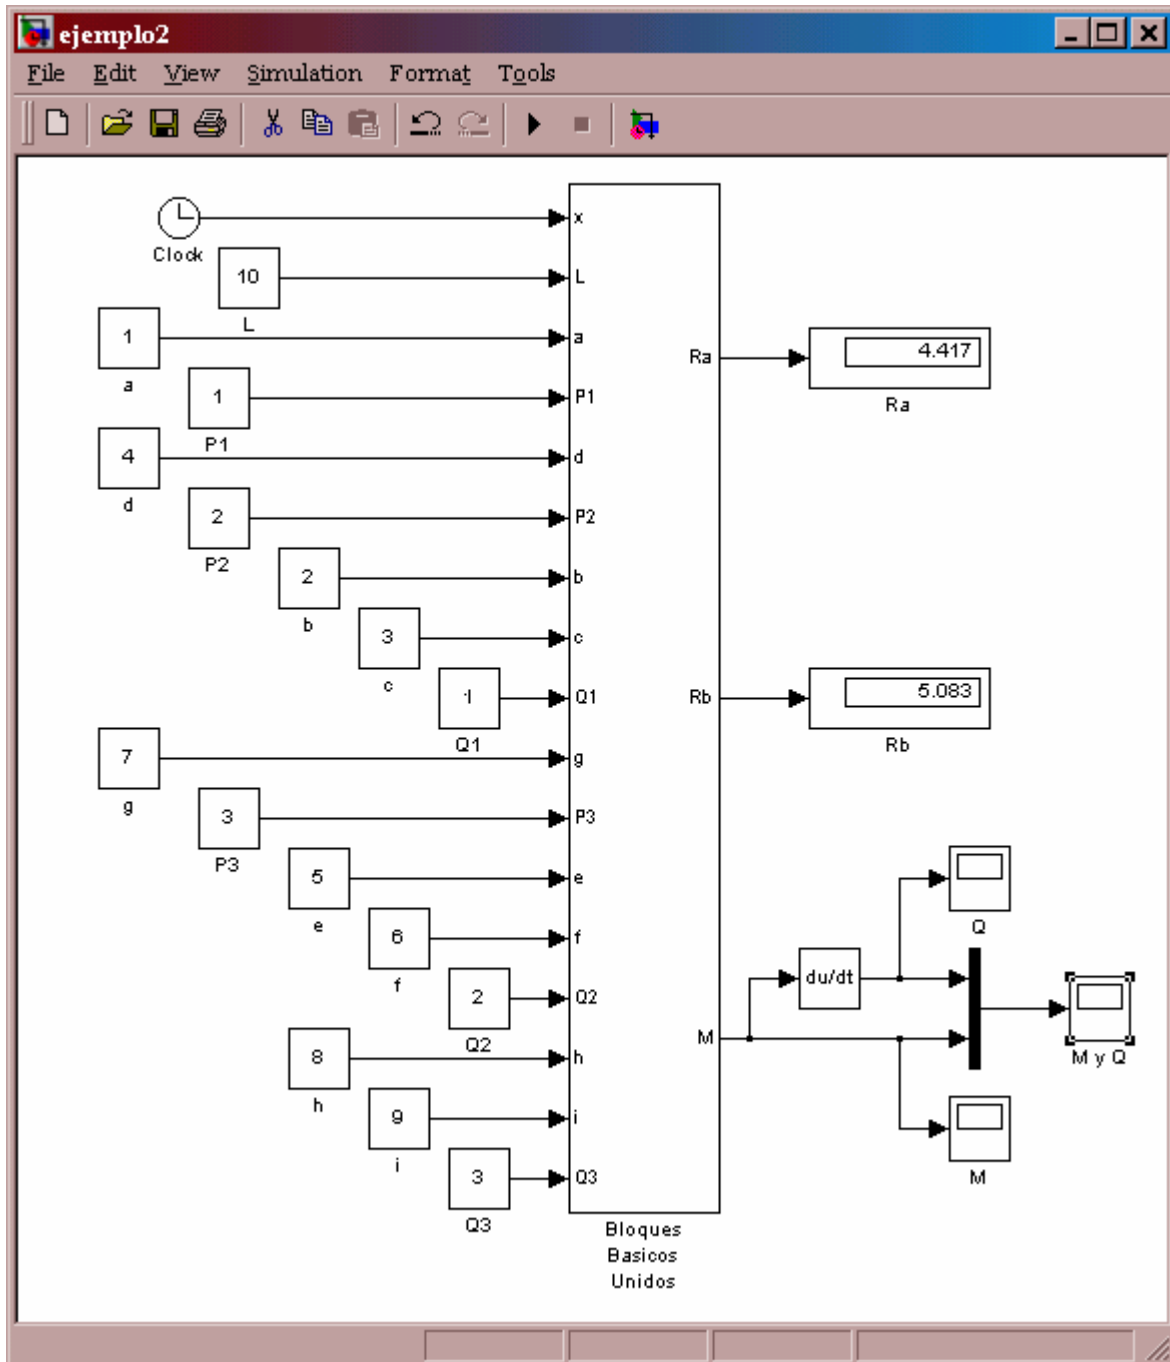 ejemplo2
File Edit View Simulation Format Tools
Clock
x
10
L
L
1
a
a
Ra
4.417
Ra
1
P1
P1
4
d
d
2
P2
P2
2
b
b
3
c
c
1
Q1
Q1
Rb
5.083
Rb
7
g
g
3
P3
P3
5
e
e
Q
6
f
f
du/dt
2
Q2
Q2
M
M y Q
8
h
h
9
i
i
M
3
Q3
Q3
Bloques
Basicos
Unidos